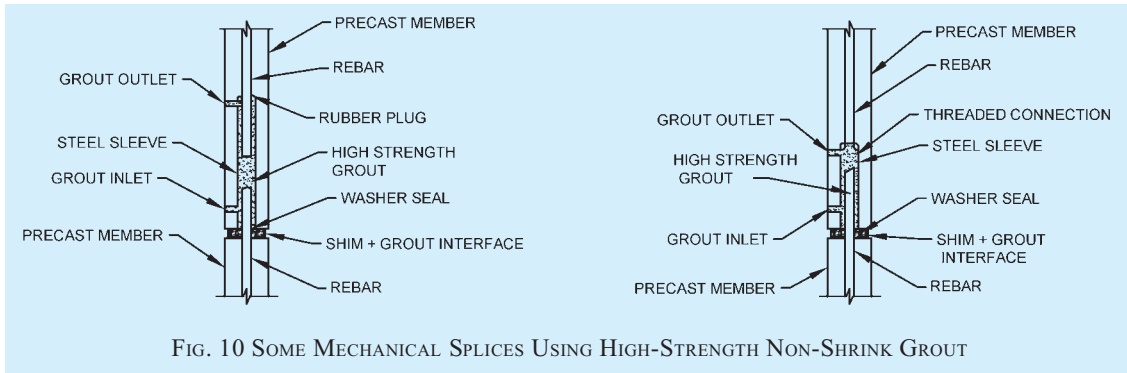 PRECAST MEMBER
REBAR
GROUT OUTLET
RUBBER PLUG
STEEL SLEEVE
HIGH STRENGTH
GROUT
GROUT INLET
WASHER SEAL
PRECAST MEMBER
SHIM + GROUT INTERFACE
REBAR
PRECAST MEMBER
REBAR
GROUT OUTLET
THREADED CONNECTION
STEEL SLEEVE
HIGH STRENGTH
GROUT
WASHER SEAL
GROUT INLET
SHIM + GROUT
INTERFACE
PRECAST MEMBER
REBAR
FIG. 10 SOME MECHANICAL SPLICES USING HIGH-STRENGTH NON-SHRINK GROUT